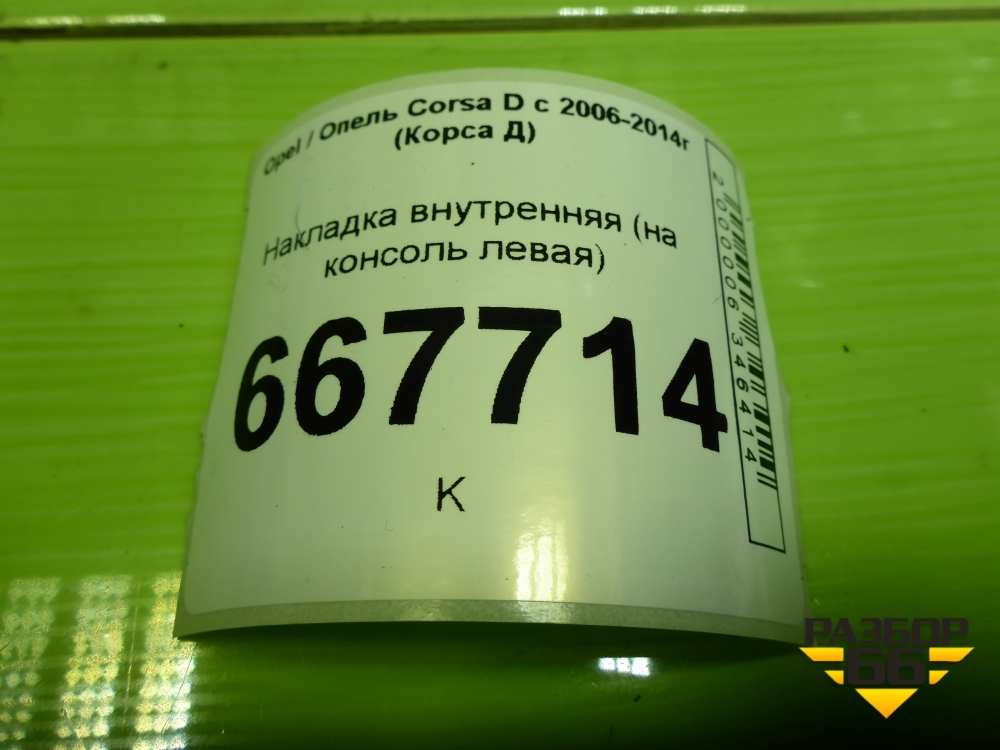 Opel / Опель Corsa D с 2006-2014г
(Корса Д)
Накладка внутренняя (на
консоль левая)
667714
К
2000006346414
РАЗБОР
66